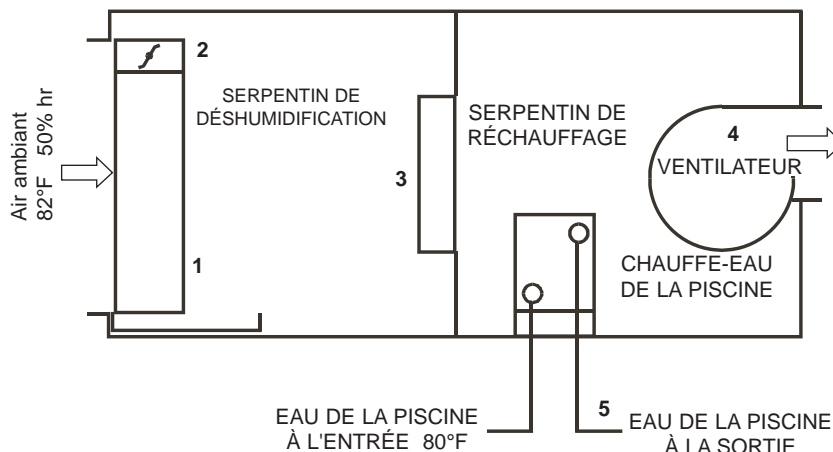 2
SERPENTIN DE
DÉSHUMIDIFICATION
Air ambiant
82°F 50% hr
1
3
SERPENTIN DE
RÉCHAUFFAGE
4
VENTILATEUR
CHAUFFE-EAU
DE LA PISCINE
EAU DE LA PISCINE
À L'ENTRÉE 80°F
5
EAU DE LA PISCINE
À LA SORTIE